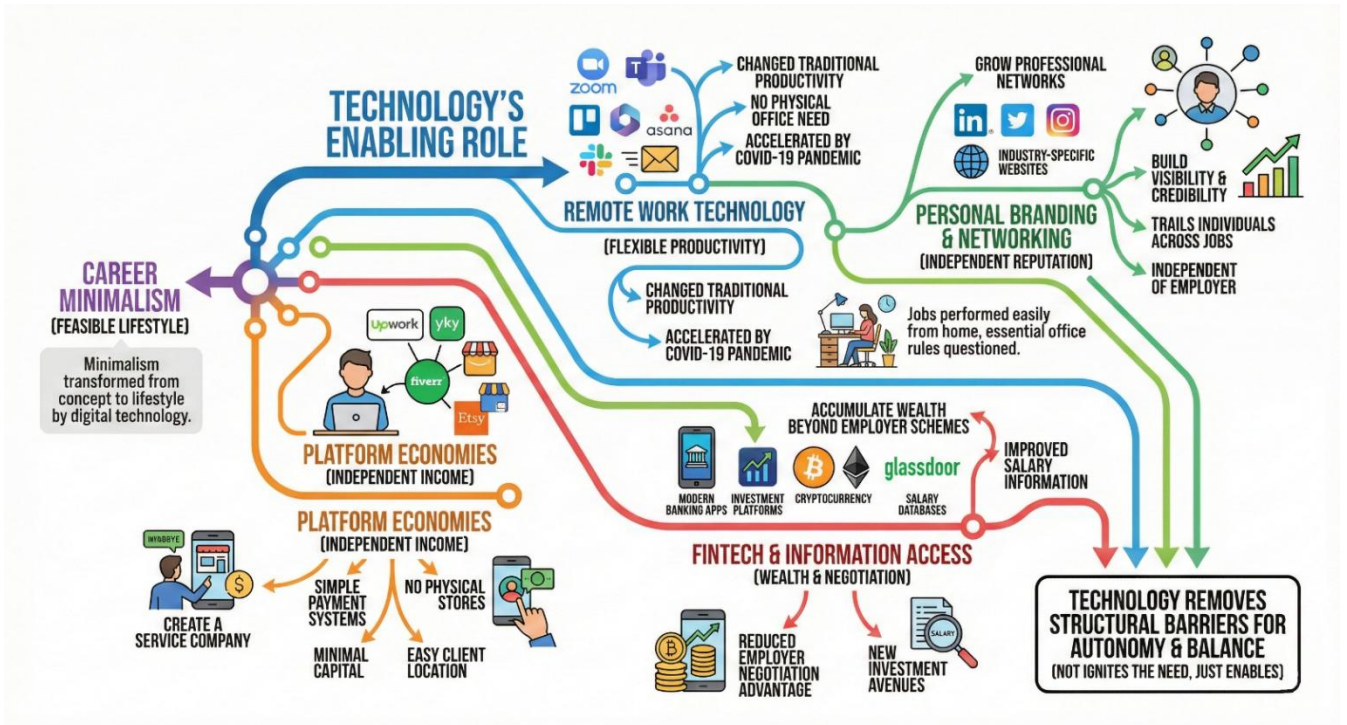 TECHNOLOGY'S
ENABLING ROLE
zoom
T
asana
CHANGED TRADITIONAL
PRODUCTIVITY
NO PHYSICAL
OFFICE NEED
ACCELERATED BY
COVID-19 PANDEMIC
REMOTE WORK TECHNOLOGY
(FLEXIBLE PRODUCTIVITY)
CHANGED TRADITIONAL
PRODUCTIVITY
ACCELERATED BY
COVID-19 PANDEMIC
GROW PROFESSIONAL
NETWORKS
in
INDUSTRY-SPECIFIC
WEBSITES
PERSONAL BRANDING
& NETWORKING
(INDEPENDENT REPUTATION)
BUILD
VISIBILITY &
CREDIBILITY
TRAILS INDIVIDUALS
ACROSS JOBS
INDEPENDENT
OF EMPLOYER
Jobs performed easily
from home, essential office
rules questioned.
CAREER
MINIMALISM
(FEASIBLE LIFESTYLE)
Minimalism
transformed from
concept to lifestyle
by digital technology.
Upwork
yky
fiverr
Etsy
PLATFORM ECONOMIES
(INDEPENDENT INCOME)
PLATFORM ECONOMIES
(INDEPENDENT INCOME)
INVGOBYE
$
CREATE A
SERVICE COMPANY
SIMPLE
PAYMENT
SYSTEMS
NO PHYSICAL
STORES
MINIMAL
CAPITAL
EASY CLIENT
LOCATION
ACCUMULATE WEALTH
BEYOND EMPLOYER SCHEMES
IMPROVED
SALARY
INFORMATION
glassdoor
MODERN
BANKING APPS
INVESTMENT
PLATFORMS
CRYPTOCURRENCY
SALARY
DATABASES
FINTECH & INFORMATION ACCESS
(WEALTH & NEGOTIATION)
REDUCED
EMPLOYER
NEGOTIATION
ADVANTAGE
NEW
INVESTMENT
AVENUES
SALARY
TECHNOLOGY REMOVES
STRUCTURAL BARRIERS FOR
AUTONOMY & BALANCE
(NOT IGNITES THE NEED, JUST ENABLES)